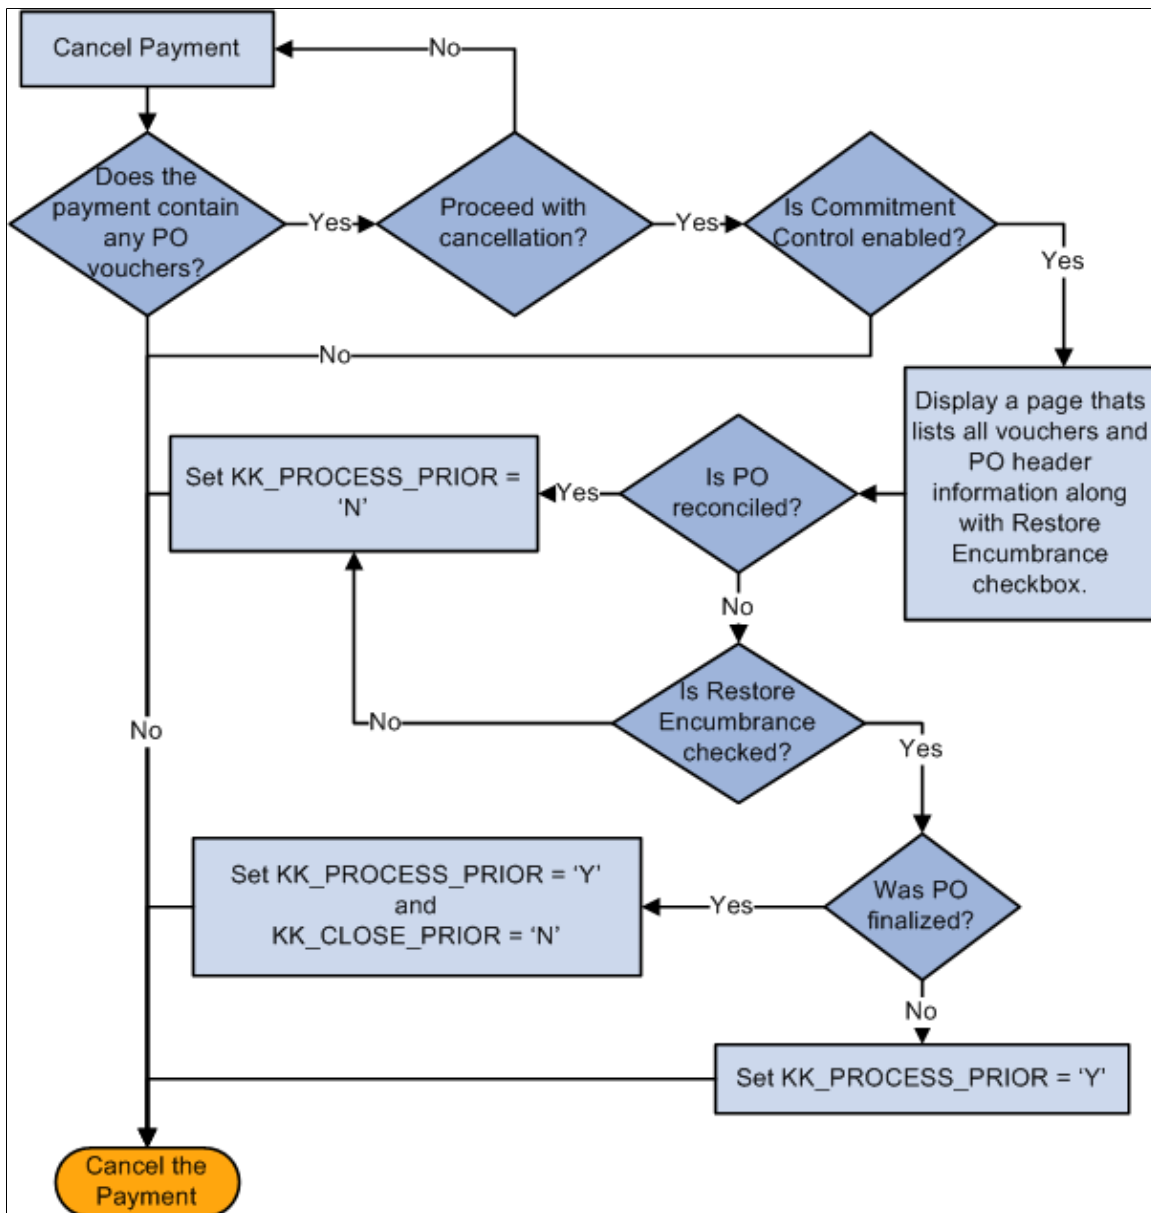 Cancel Payment
No
Does the
payment contain
any PO
vouchers?
Yes
Proceed with
cancellation?
Yes
Is Commitment
Control enabled?
Yes
No
Display a page thats
lists all vouchers and
PO header
information along
with Restore
Encumbrance
checkbox.
Is PO
reconciled?
Yes
Set KK_PROCESS_PRIOR =
‘N’
No
Is Restore
Encumbrance
checked?
No
Yes
No
Was PO
finalized?
Yes
Set KK_PROCESS_PRIOR = ‘Y’
and
KK_CLOSE_PRIOR = ‘N’
No
Set KK_PROCESS_PRIOR = ‘Y’
Cancel the
Payment